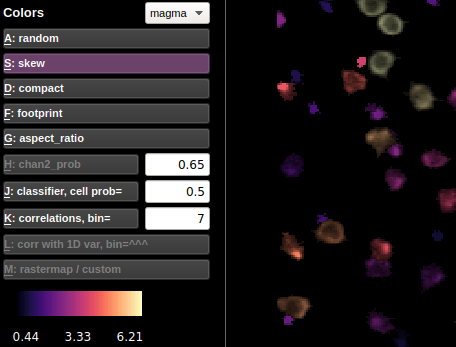 Colors
magma
A: random
S: skew
D: compact
F: footprint
G: aspect_ratio
H: chan2_prob 0.65
J: classifier, cell prob= 0.5
K: correlations, bin= 7
L: corr with 1D var, bin=^^^
M: rastermap / custom
0.44 3.33 6.21